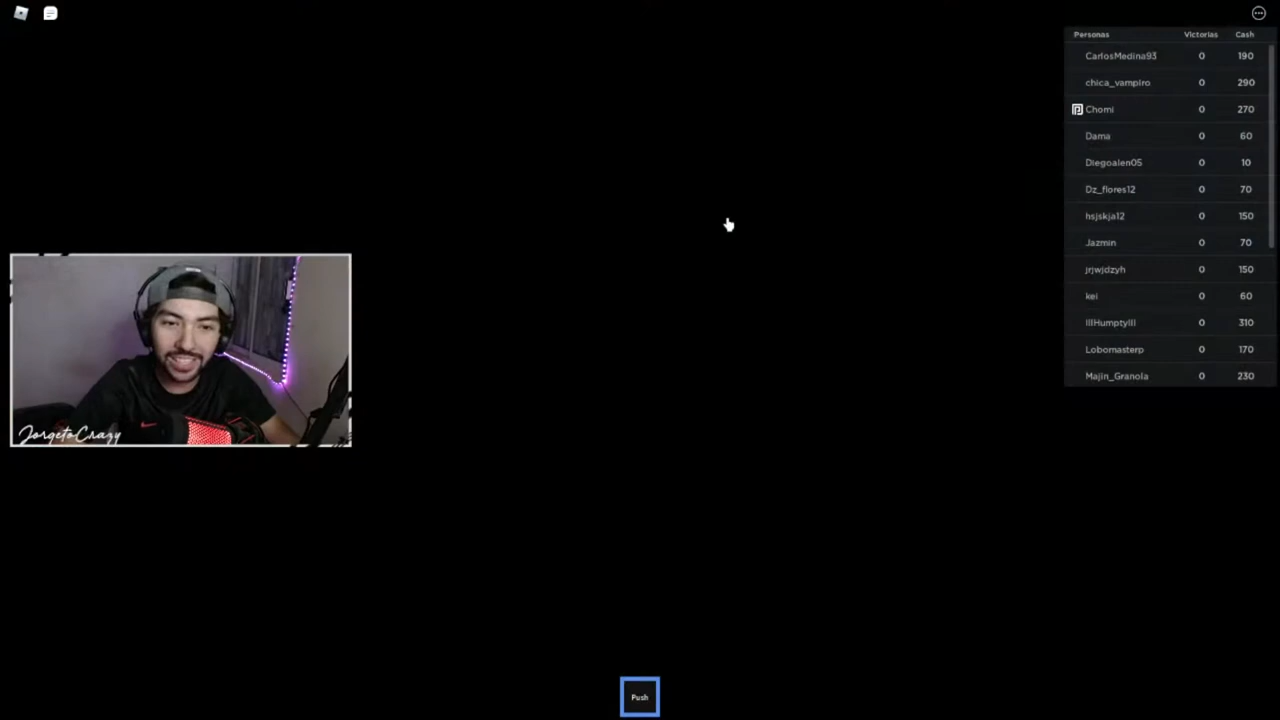 Personas Victorias Cash
CarlosMedina93 0 190
chica_vampiro 0 290
Chomi 0 270
Dama 0 60
Diegoalen05 0 10
Dz_flores12 0 70
hsjskja12 0 150
Jazmin 0 70
jrjwjdzyh 0 150
kei 0 60
IIIHumptyIII 0 310
Lobomasterp 0 170
Majin_Granola 0 230
JorgetoCrazy
Push